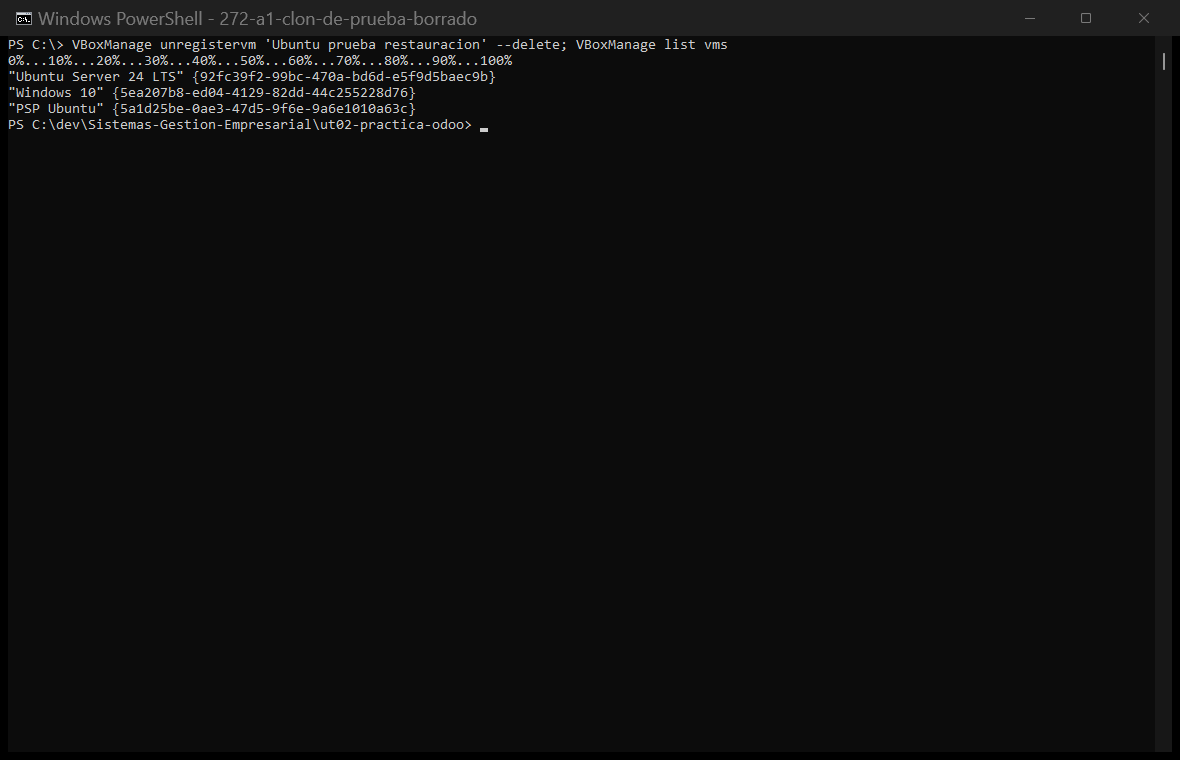 Windows PowerShell - 272-a1-clon-de-prueba-borrado
PS C:\> VBoxManage unregistervm 'Ubuntu prueba restauracion' --delete; VBoxManage list vms
0%...10%...20%...30%...40%...50%...60%...70%...80%...90%...100%
"Ubuntu Server 24 LTS" {92fc39f2-99bc-470a-bd6d-e5f9d5baec9b}
"Windows 10" {5ea207b8-ed04-4129-82dd-44c255228d76}
"PSP Ubuntu" {5a1d25be-0ae3-47d5-9f6e-9a6e1010a63c}
PS C:\dev\Sistemas-Gestion-Empresarial\ut02-practica-odoo>